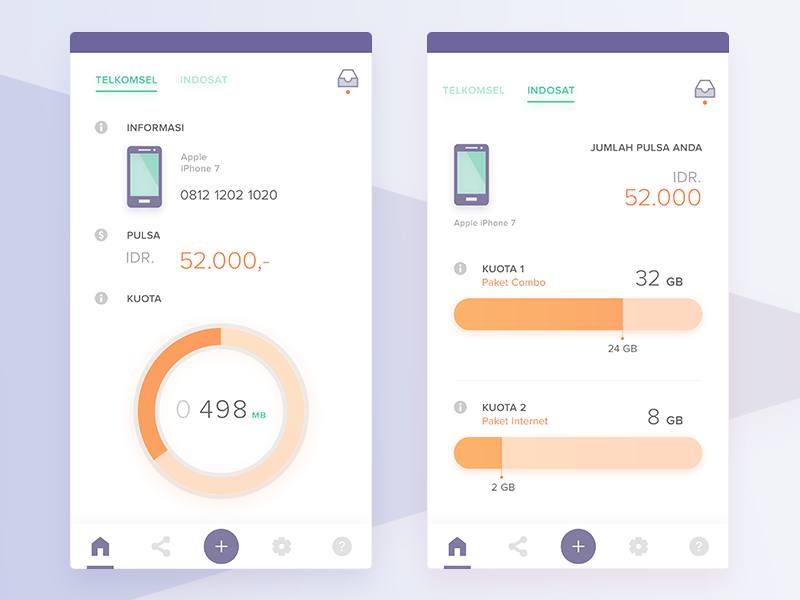 TELKOMSEL INDOSAT
INFORMASI
Apple
iPhone 7
0812 1202 1020
PULSA
IDR. 52.000,-
KUOTA
0 498 MB
TELKOMSEL INDOSAT
JUMLAH PULSA ANDA
IDR.
52.000
Apple iPhone 7
KUOTA 1
Paket Combo
32 GB
24 GB
KUOTA 2
Paket Internet
8 GB
2 GB